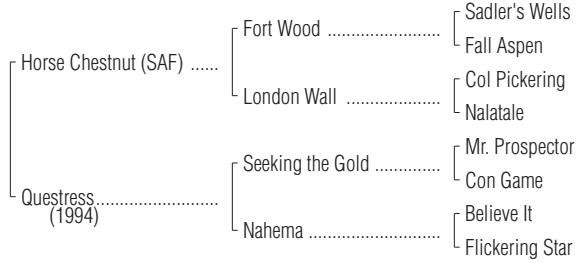 Sadler's Wells
Fort Wood ......................
Fall Aspen
Horse Chestnut (SAF) ......
Col Pickering
London Wall ...................
Nalatale
Mr. Prospector
Seeking the Gold .............
Con Game
Questress..........................
(1994)
Believe It
Nahema ..........................
Flickering Star